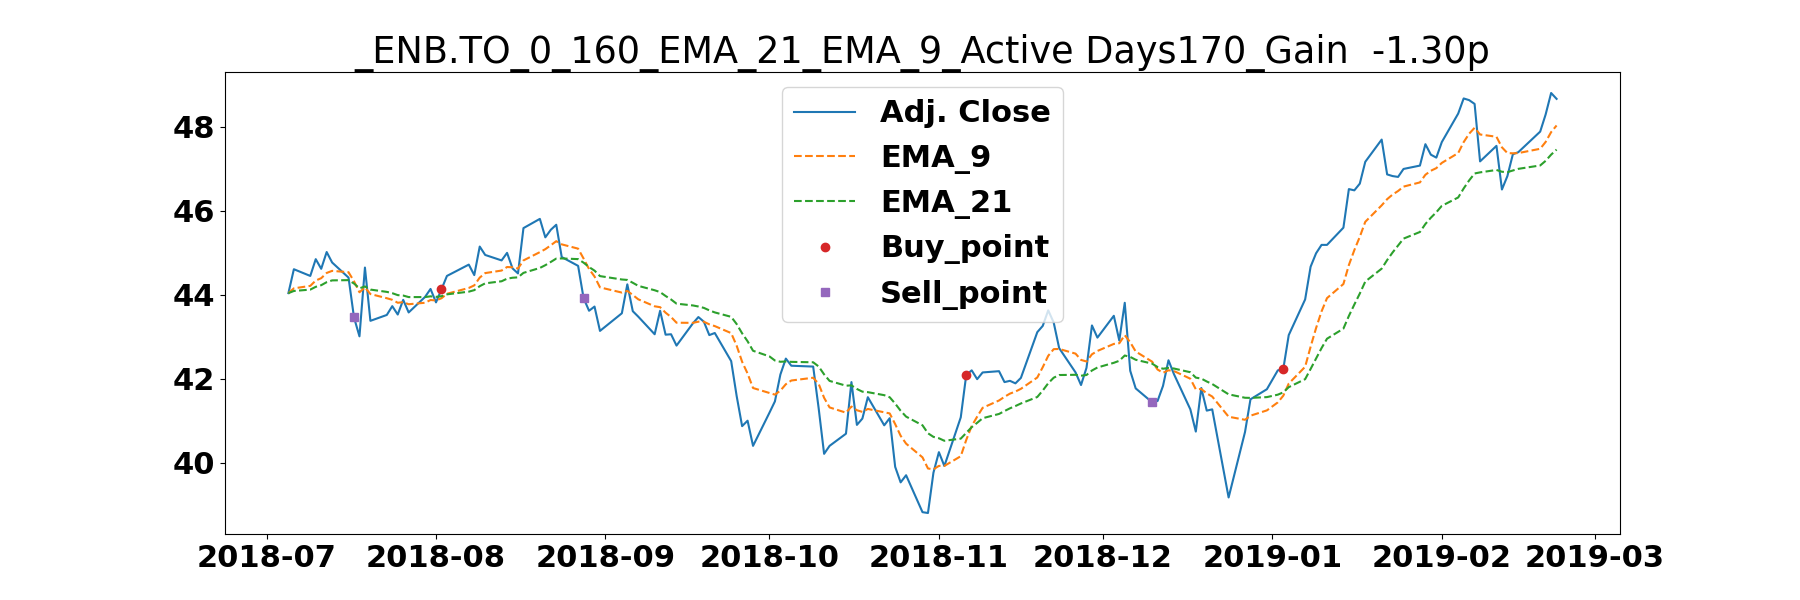 _ENB.TO_0_160_EMA_21_EMA_9_Active Days170_Gain  -1.30p
Adj. Close
EMA_9
EMA_21
Buy_point
Sell_point
48
46
44
42
40
2018-07 2018-08 2018-09 2018-10 2018-11 2018-12 2019-01 2019-02 2019-03